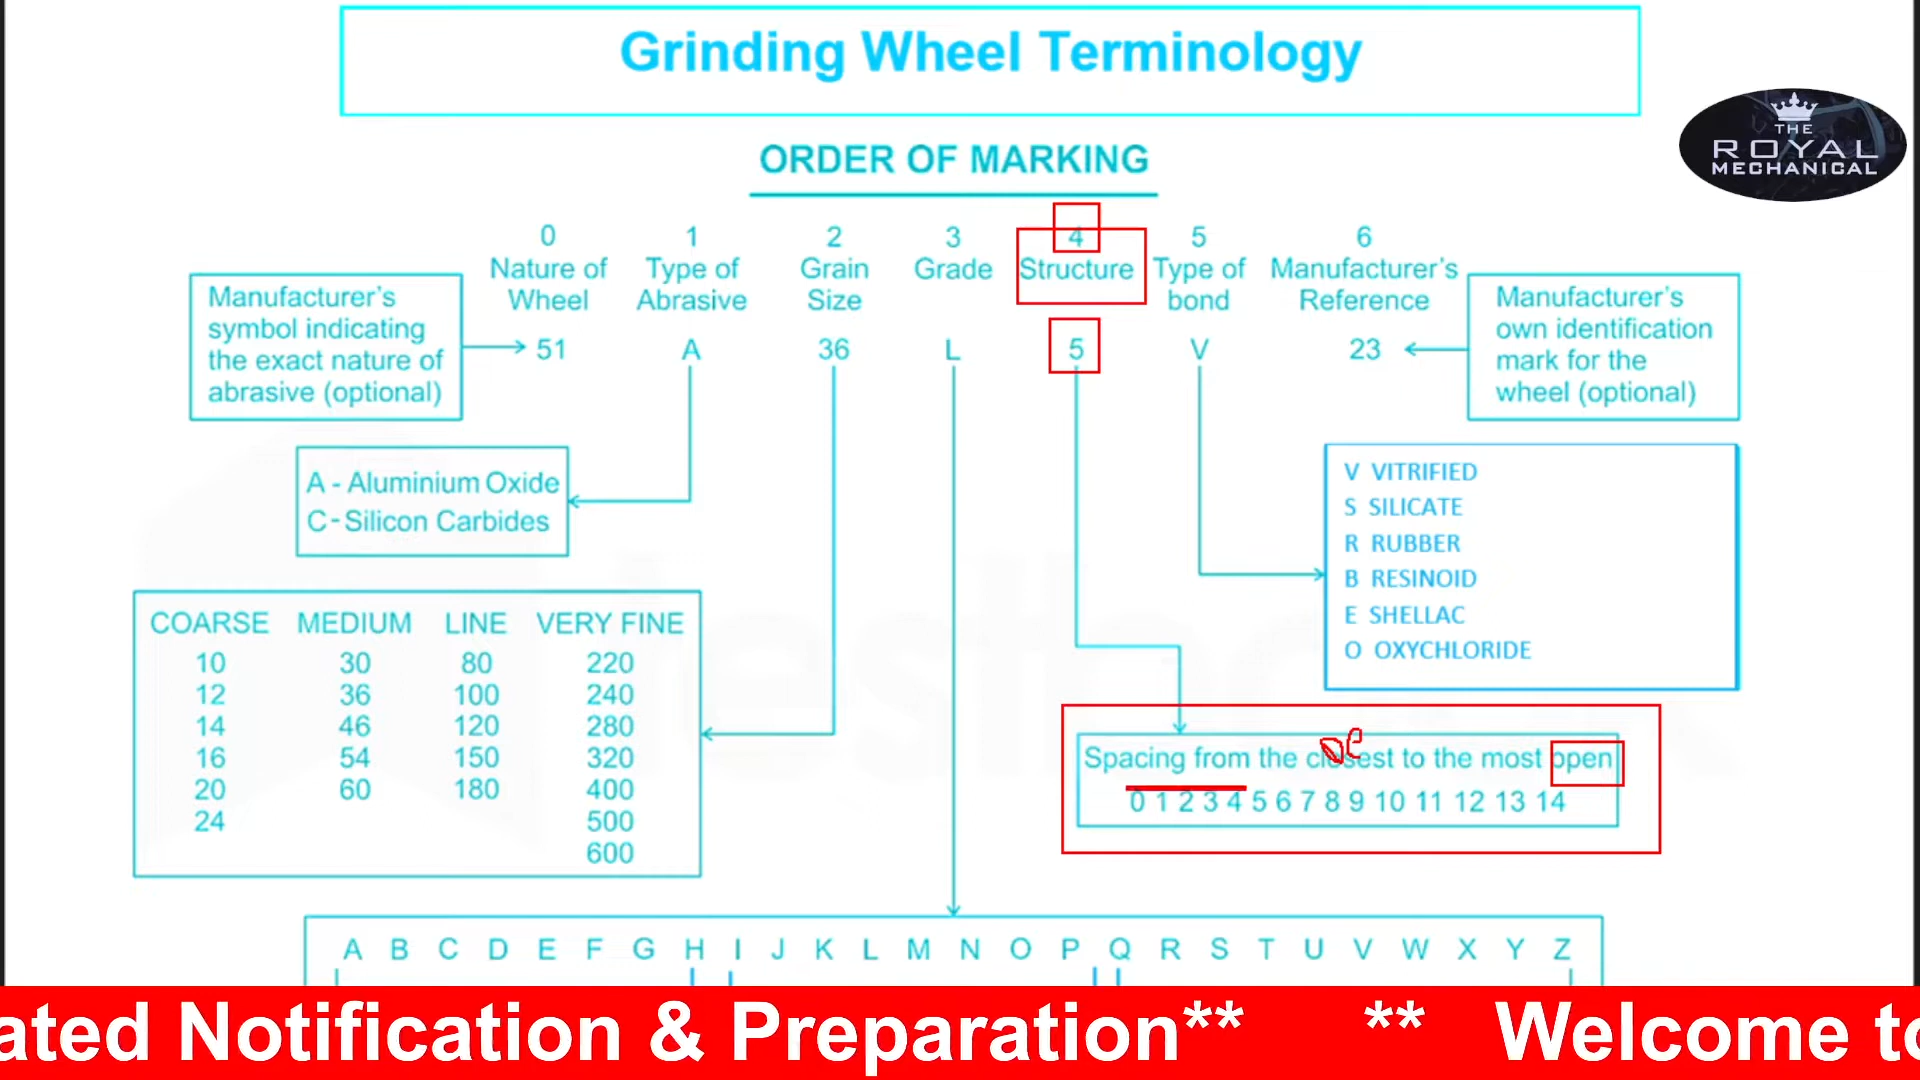 Grinding Wheel Terminology
THE
ROYAL
MECHANICAL
ORDER OF MARKING
0 1 2 3 4 5 6
Nature of Wheel
Type of Abrasive
Grain Size
Grade
Structure
Type of bond
Manufacturer's Reference
51 A 36 L 5 V 23
Manufacturer's
symbol indicating
the exact nature of
abrasive (optional)
Manufacturer's
own identification
mark for the
wheel (optional)
A - Aluminium Oxide
C - Silicon Carbides
V VITRIFIED
S SILICATE
R RUBBER
B RESINOID
E SHELLAC
O OXYCHLORIDE
COARSE MEDIUM LINE VERY FINE
10 30 80 220
12 36 100 240
14 46 120 280
16 54 150 320
20 60 180 400
24 500
600
Spacing from the closest to the most open
0 1 2 3 4 5 6 7 8 9 10 11 12 13 14
A B C D E F G H I J K L M N O P Q R S T U V W X Y Z
ated Notification & Preparation** ** Welcome to